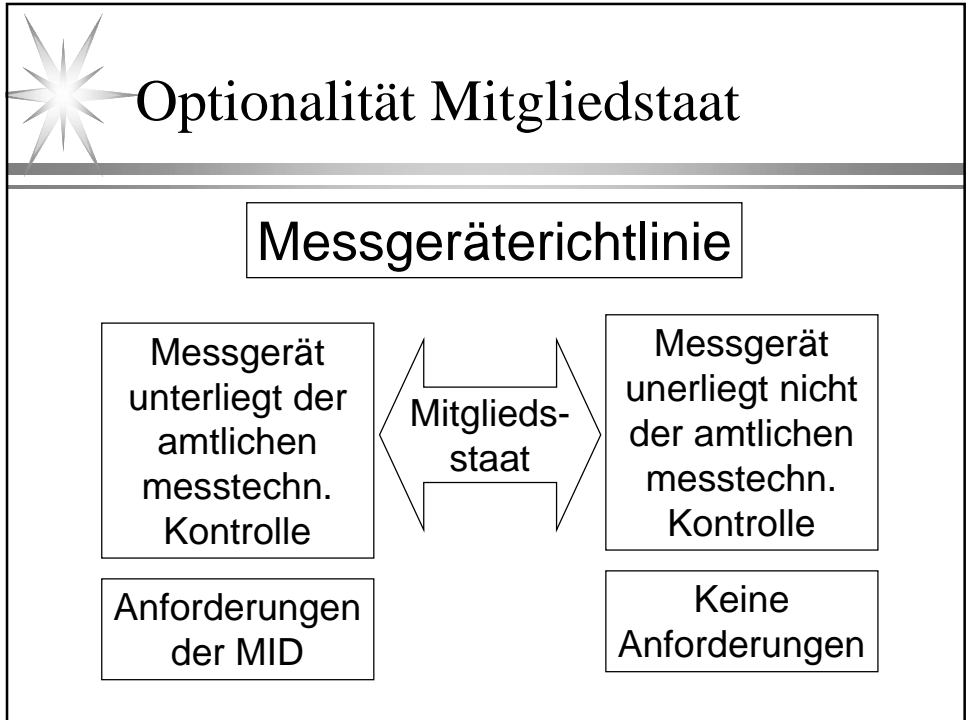 Optionalität Mitgliedstaat
Messgeräterichtlinie
Messgerät
unterliegt der
amtlichen
messtechn.
Kontrolle
Mitglieds-
staat
Messgerät
unerliegt nicht
der amtlichen
messtechn.
Kontrolle
Anforderungen
der MID
Keine
Anforderungen